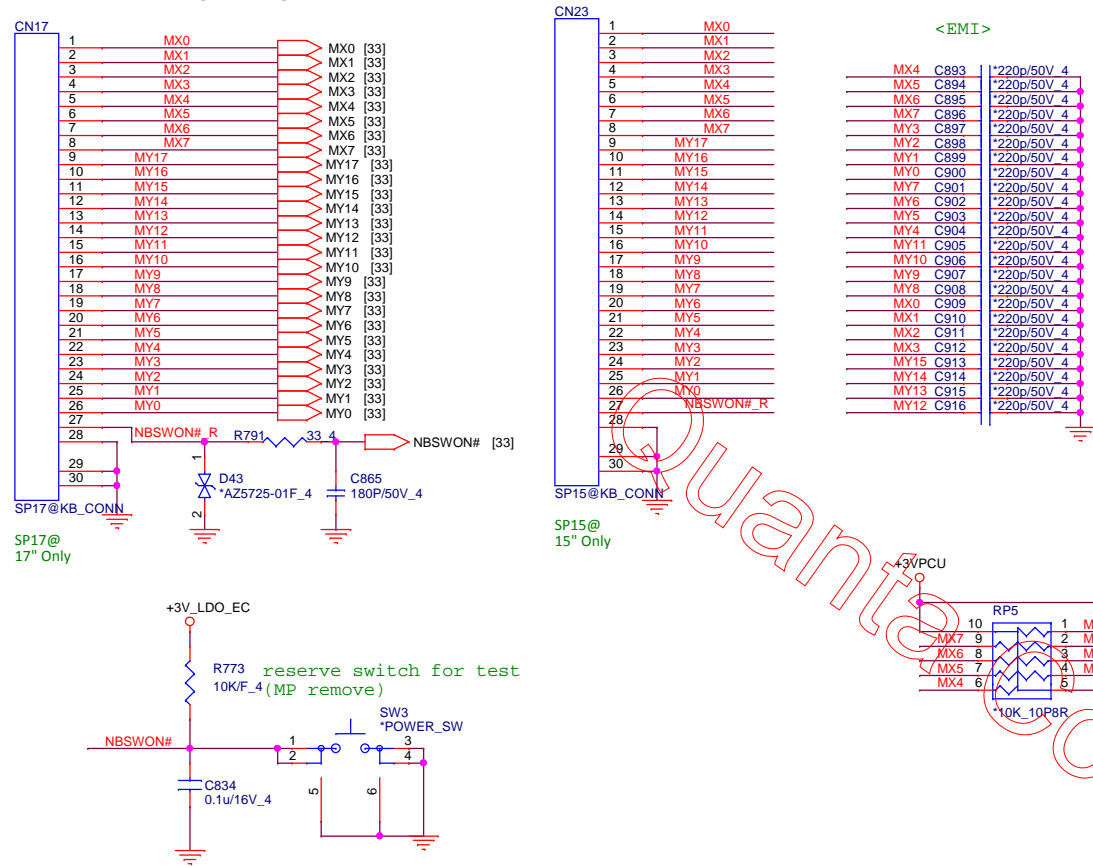 CN17
1 MX0 MX0 [33]
2 MX1 MX1 [33]
3 MX2 MX2 [33]
4 MX3 MX3 [33]
5 MX4 MX4 [33]
6 MX5 MX5 [33]
7 MX6 MX6 [33]
8 MX7 MX7 [33]
9 MY17 MY17 [33]
10 MY16 MY16 [33]
11 MY15 MY15 [33]
12 MY14 MY14 [33]
13 MY13 MY13 [33]
14 MY12 MY12 [33]
15 MY11 MY11 [33]
16 MY10 MY10 [33]
17 MY9 MY9 [33]
18 MY8 MY8 [33]
19 MY7 MY7 [33]
20 MY6 MY6 [33]
21 MY5 MY5 [33]
22 MY4 MY4 [33]
23 MY3 MY3 [33]
24 MY2 MY2 [33]
25 MY1 MY1 [33]
26 MY0 MY0 [33]
27 NBSWON#_R R791 33_4 NBSWON# [33]
28
29
30
1 D43
*AZ5725-01F_4
2
C865
180P/50V_4
SP17@KB_CONN
SP17@
17" Only
CN23
1 MX0
2 MX1
3 MX2
4 MX3
5 MX4
6 MX5
7 MX6
8 MX7
9 MY17
10 MY16
11 MY15
12 MY14
13 MY13
14 MY12
15 MY11
16 MY10
17 MY9
18 MY8
19 MY7
20 MY6
21 MY5
22 MY4
23 MY3
24 MY2
25 MY1
26 MY0
27 NBSWON#_R
28
29
30
SP15@KB_CONN
SP15@
15" Only
<EMI>
MX4 C893 *220p/50V_4
MX5 C894 *220p/50V_4
MX6 C895 *220p/50V_4
MX7 C896 *220p/50V_4
MY3 C897 *220p/50V_4
MY2 C898 *220p/50V_4
MY1 C899 *220p/50V_4
MY0 C900 *220p/50V_4
MY7 C901 *220p/50V_4
MY6 C902 *220p/50V_4
MY5 C903 *220p/50V_4
MY4 C904 *220p/50V_4
MY11 C905 *220p/50V_4
MY10 C906 *220p/50V_4
MY9 C907 *220p/50V_4
MY8 C908 *220p/50V_4
MX0 C909 *220p/50V_4
MX1 C910 *220p/50V_4
MX2 C911 *220p/50V_4
MX3 C912 *220p/50V_4
MY15 C913 *220p/50V_4
MY14 C914 *220p/50V_4
MY13 C915 *220p/50V_4
MY12 C916 *220p/50V_4
Quanta
+3VPCU
RP5
10 1
MX7 9 2
MX6 8 3
MX5 7 4
MX4 6 5
*10K_10P8R
+3V_LDO_EC
R773
10K/F_4
reserve switch for test
(MP remove)
SW3
*POWER_SW
NBSWON#
1 3
2 4
5 6
C834
0.1u/16V_4